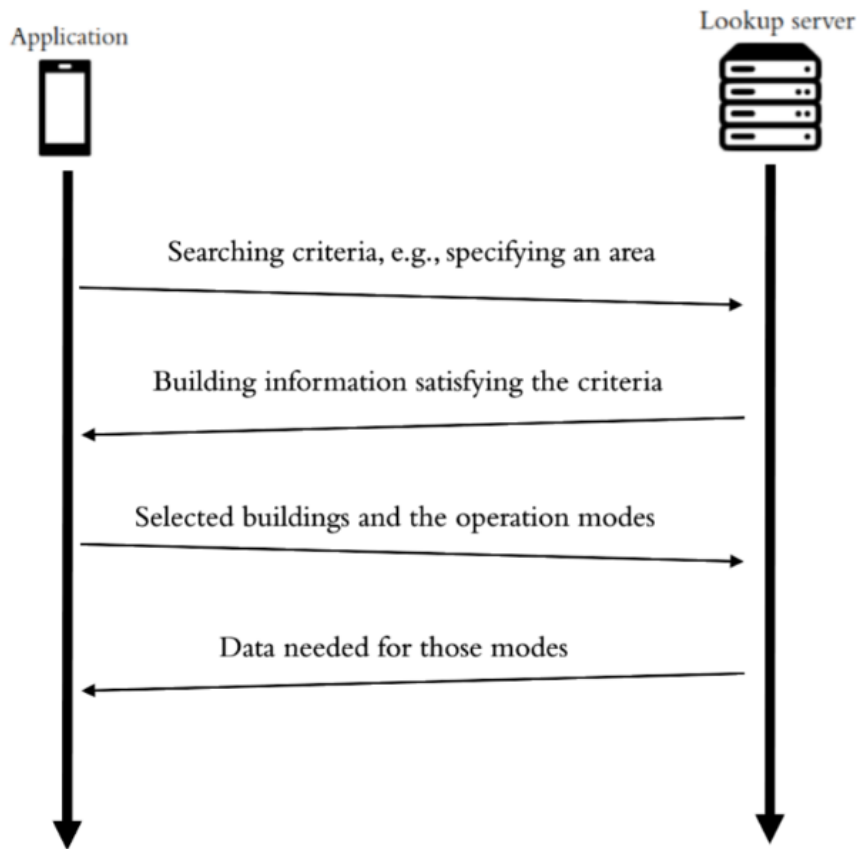 Application
Lookup server
Searching criteria, e.g., specifying an area
Building information satisfying the criteria
Selected buildings and the operation modes
Data needed for those modes